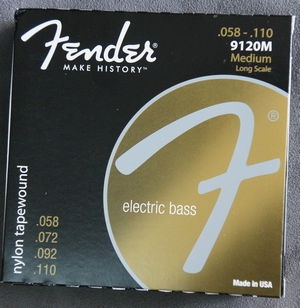 Fender
MAKE HISTORY™
.058 - .110
9120M
Medium
Long Scale
F
®
electric bass
nylon tapewound
.058
.072
.092
.110
Made in USA